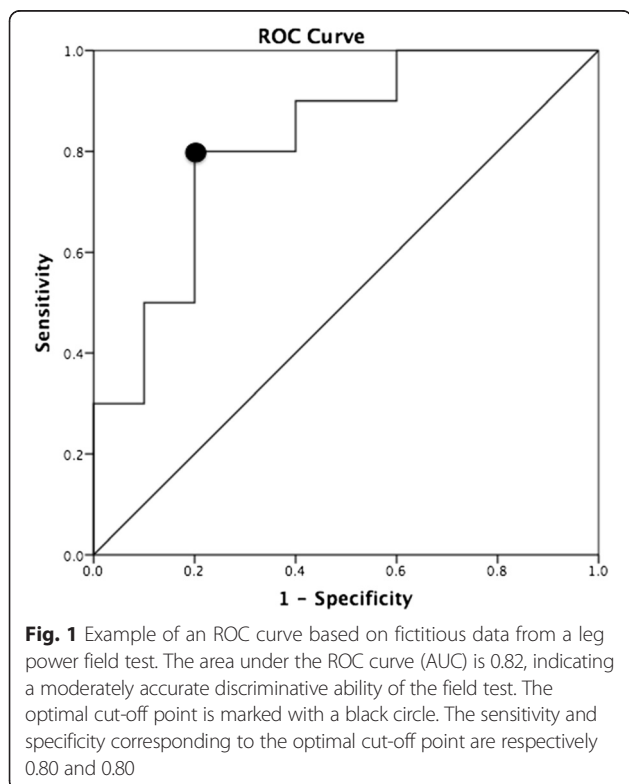 ROC Curve
1.0
0.8
0.6
0.4
0.2
0.0
Sensitivity
0.0 0.2 0.4 0.6 0.8 1.0
1 - Specificity
Fig. 1 Example of an ROC curve based on fictitious data from a leg
power field test. The area under the ROC curve (AUC) is 0.82, indicating
a moderately accurate discriminative ability of the field test. The
optimal cut-off point is marked with a black circle. The sensitivity and
specificity corresponding to the optimal cut-off point are respectively
0.80 and 0.80